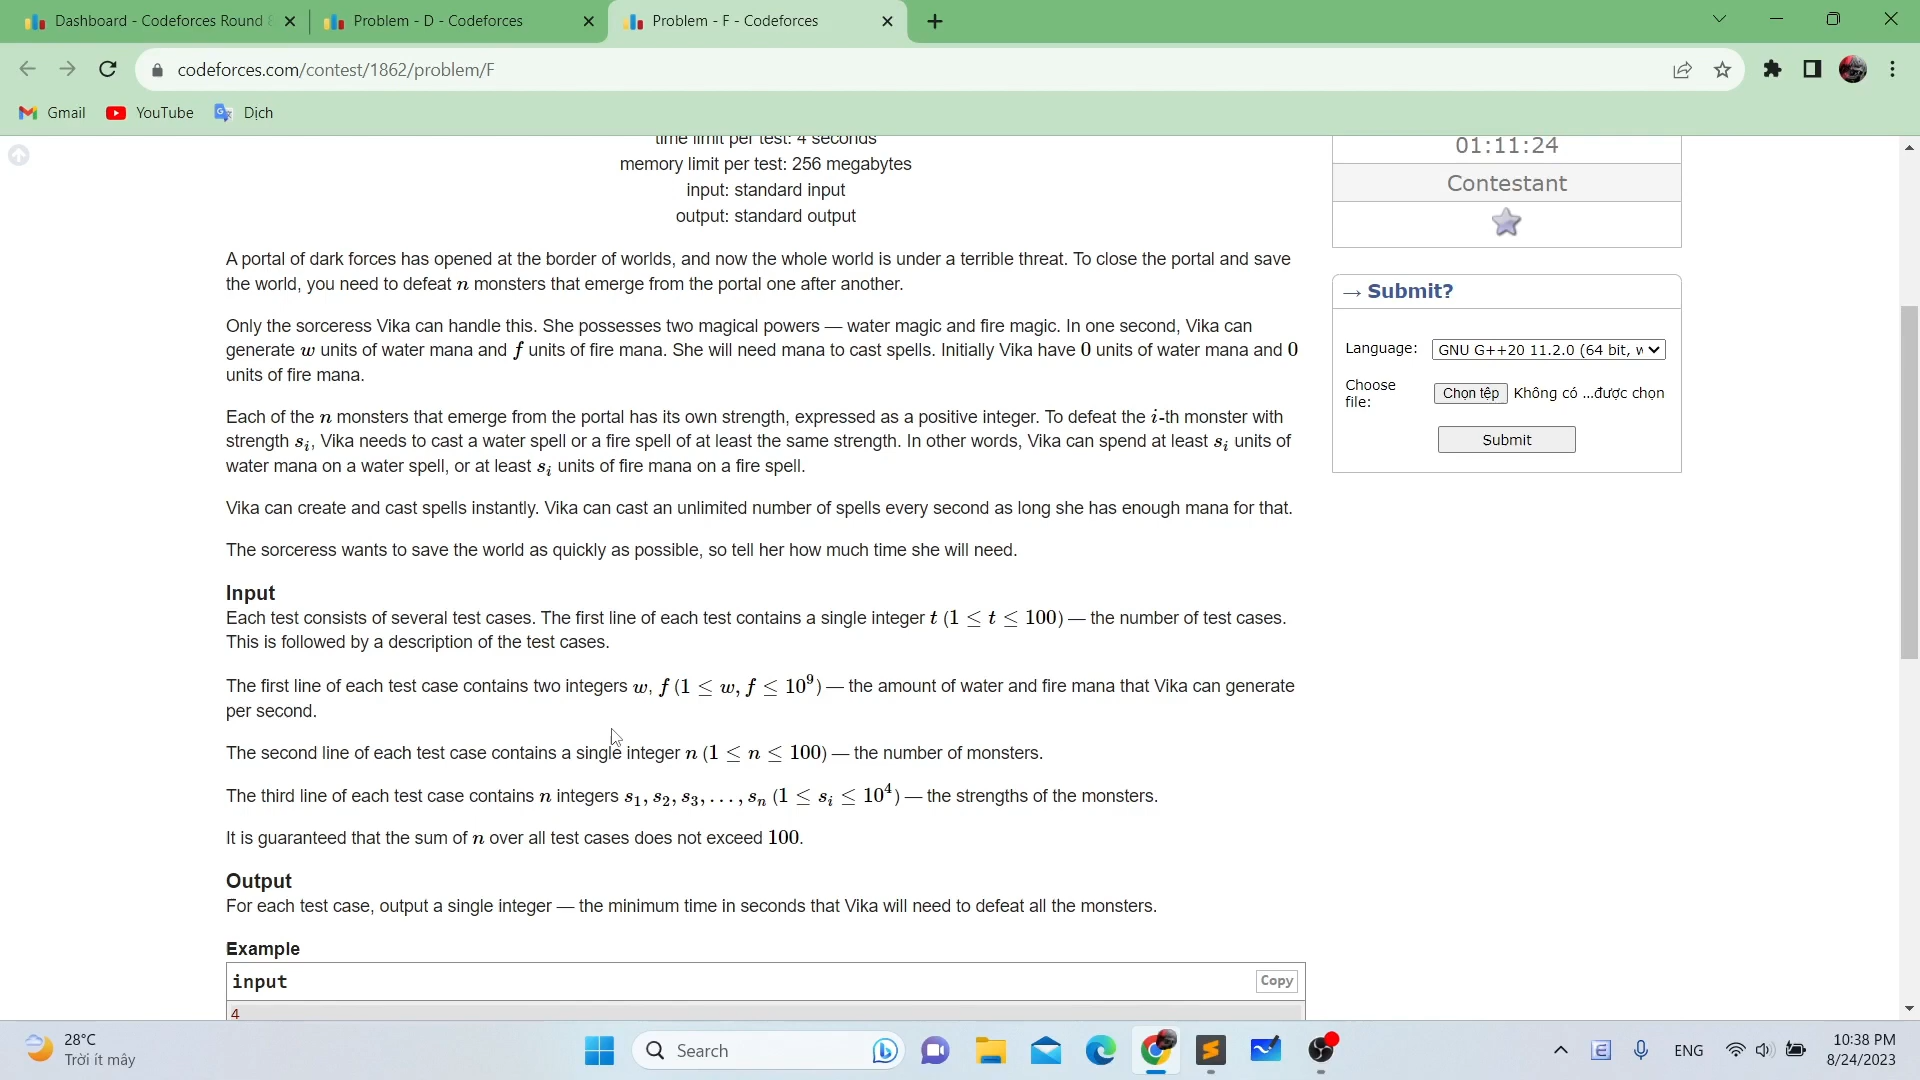 Dashboard - Codeforces Round 8
Problem - D - Codeforces
Problem - F - Codeforces
codeforces.com/contest/1862/problem/F
Gmail
YouTube
Dịch
time limit per test: 4 seconds
memory limit per test: 256 megabytes
input: standard input
output: standard output
A portal of dark forces has opened at the border of worlds, and now the whole world is under a terrible threat. To close the portal and save
the world, you need to defeat n monsters that emerge from the portal one after another.
Only the sorceress Vika can handle this. She possesses two magical powers — water magic and fire magic. In one second, Vika can
generate w units of water mana and f units of fire mana. She will need mana to cast spells. Initially Vika have 0 units of water mana and 0
units of fire mana.
Each of the n monsters that emerge from the portal has its own strength, expressed as a positive integer. To defeat the i-th monster with
strength sᵢ, Vika needs to cast a water spell or a fire spell of at least the same strength. In other words, Vika can spend at least sᵢ units of
water mana on a water spell, or at least sᵢ units of fire mana on a fire spell.
Vika can create and cast spells instantly. Vika can cast an unlimited number of spells every second as long she has enough mana for that.
The sorceress wants to save the world as quickly as possible, so tell her how much time she will need.
Input
Each test consists of several test cases. The first line of each test contains a single integer t (1 ≤ t ≤ 100) — the number of test cases.
This is followed by a description of the test cases.
The first line of each test case contains two integers w, f (1 ≤ w, f ≤ 10⁹) — the amount of water and fire mana that Vika can generate
per second.
The second line of each test case contains a single integer n (1 ≤ n ≤ 100) — the number of monsters.
The third line of each test case contains n integers s₁, s₂, s₃, . . . , sₙ (1 ≤ sᵢ ≤ 10⁴) — the strengths of the monsters.
It is guaranteed that the sum of n over all test cases does not exceed 100.
Output
For each test case, output a single integer — the minimum time in seconds that Vika will need to defeat all the monsters.
Example
input
Copy
4
01:11:24
Contestant
→ Submit?
Language:
GNU G++20 11.2.0 (64 bit, w
Choose
file:
Chọn tệp
Không có ...được chọn
Submit
28°C
Trời ít mây
Search
ENG
10:38 PM
8/24/2023